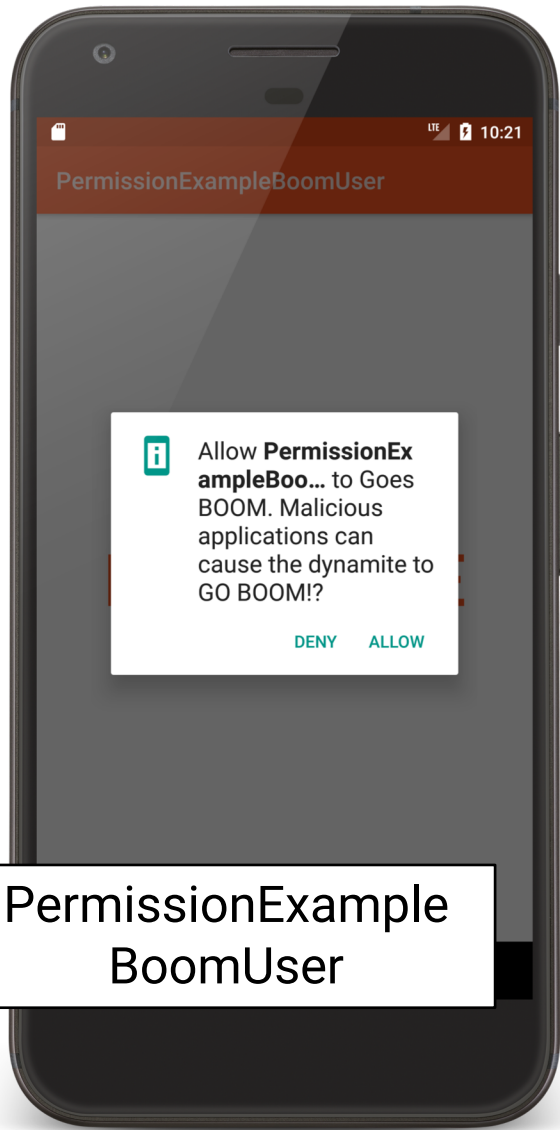 LTE 10:21
PermissionExampleBoomUser
Allow PermissionEx
ampleBoo... to Goes
BOOM. Malicious
applications can
cause the dynamite to
GO BOOM!?
DENY ALLOW
PermissionExample
BoomUser